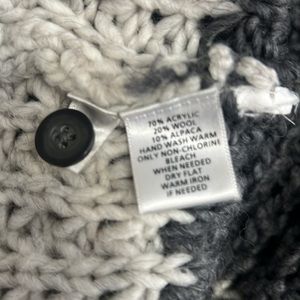 70% ACRYLIC
20% WOOL
10% ALPACA
HAND WASH WARM
ONLY NON-CHLORINE
BLEACH
WHEN NEEDED
DRY FLAT
WARM IRON
IF NEEDED